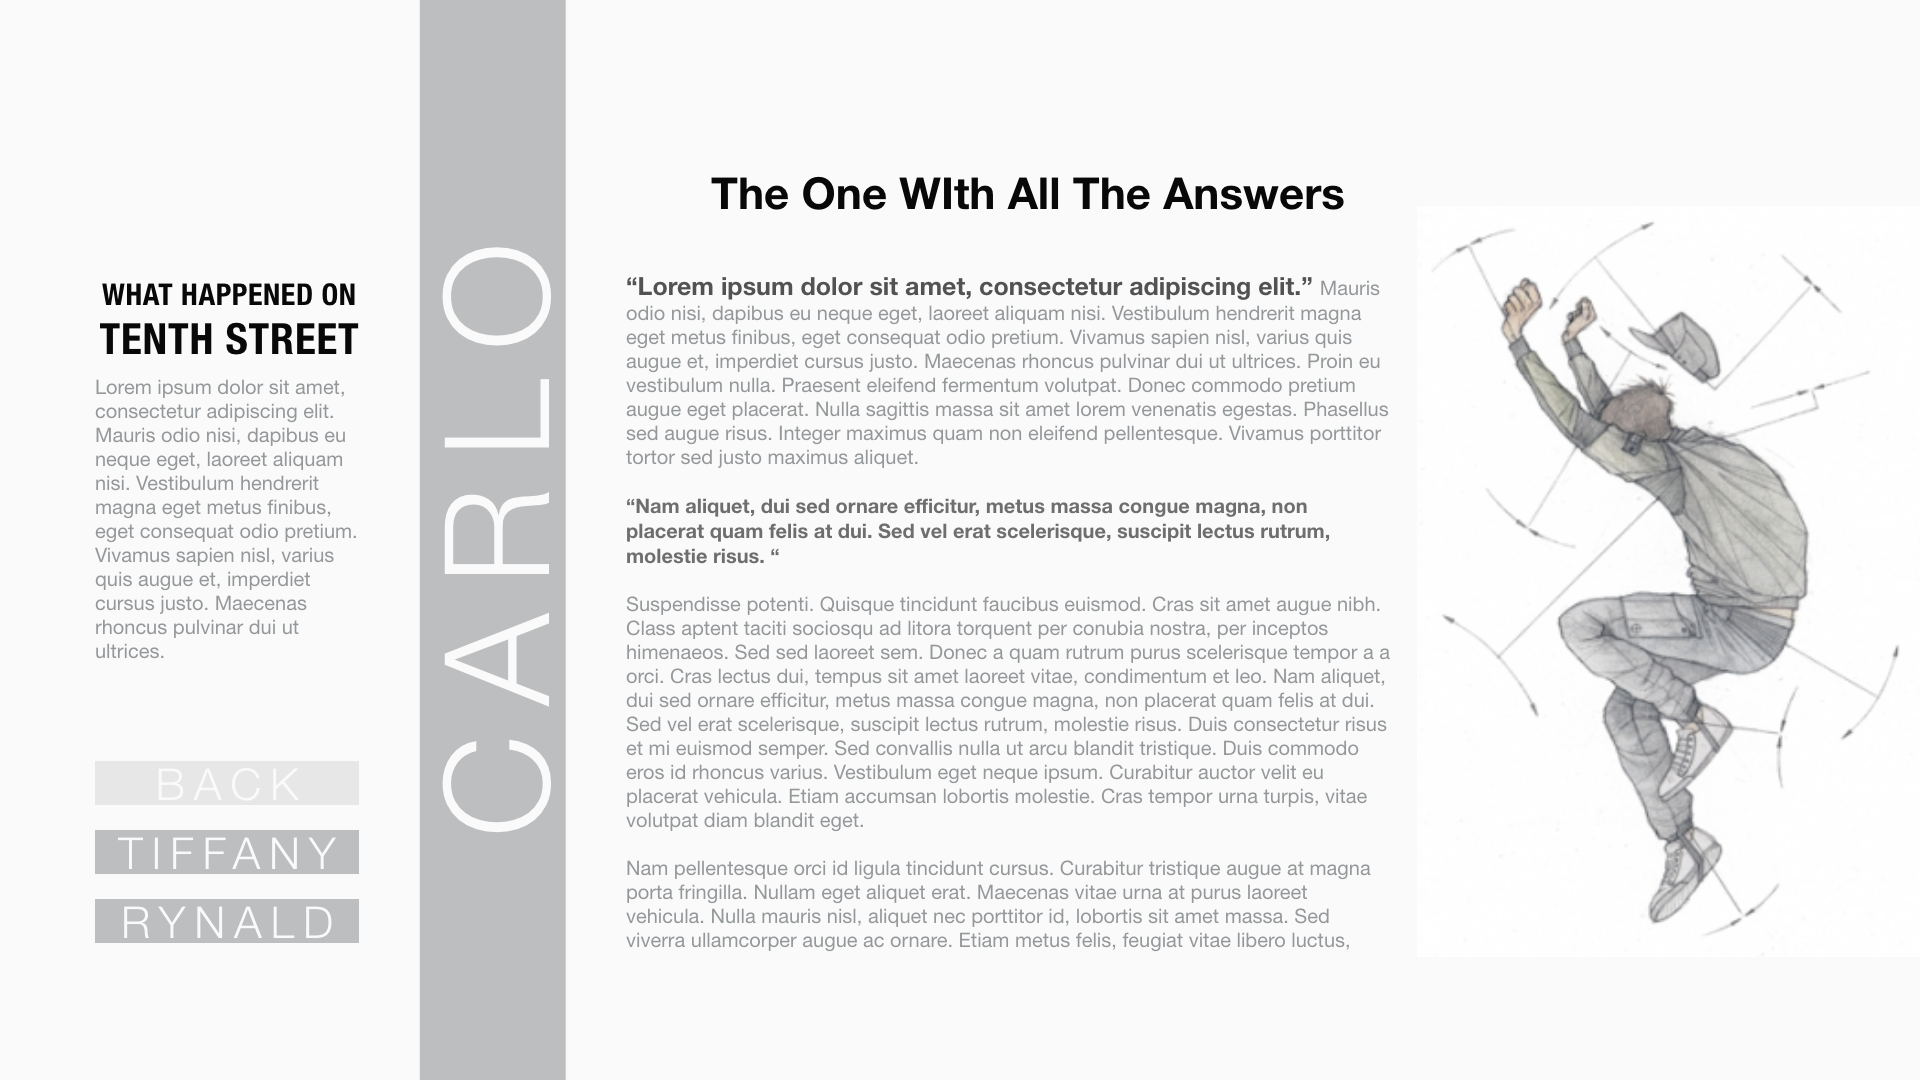 WHAT HAPPENED ON
TENTH STREET
Lorem ipsum dolor sit amet,
consectetur adipiscing elit.
Mauris odio nisi, dapibus eu
neque eget, laoreet aliquam
nisi. Vestibulum hendrerit
magna eget metus finibus,
eget consequat odio pretium.
Vivamus sapien nisl, varius
quis augue et, imperdiet
cursus justo. Maecenas
rhoncus pulvinar dui ut
ultrices.
BACK
TIFFANY
RYNALD
CARLO
The One WIth All The Answers
“Lorem ipsum dolor sit amet, consectetur adipiscing elit.” Mauris
odio nisi, dapibus eu neque eget, laoreet aliquam nisi. Vestibulum hendrerit magna
eget metus finibus, eget consequat odio pretium. Vivamus sapien nisl, varius quis
augue et, imperdiet cursus justo. Maecenas rhoncus pulvinar dui ut ultrices. Proin eu
vestibulum nulla. Praesent eleifend fermentum volutpat. Donec commodo pretium
augue eget placerat. Nulla sagittis massa sit amet lorem venenatis egestas. Phasellus
sed augue risus. Integer maximus quam non eleifend pellentesque. Vivamus porttitor
tortor sed justo maximus aliquet.
“Nam aliquet, dui sed ornare efficitur, metus massa congue magna, non
placerat quam felis at dui. Sed vel erat scelerisque, suscipit lectus rutrum,
molestie risus. “
Suspendisse potenti. Quisque tincidunt faucibus euismod. Cras sit amet augue nibh.
Class aptent taciti sociosqu ad litora torquent per conubia nostra, per inceptos
himenaeos. Sed sed laoreet sem. Donec a quam rutrum purus scelerisque tempor a a
orci. Cras lectus dui, tempus sit amet laoreet vitae, condimentum et leo. Nam aliquet,
dui sed ornare efficitur, metus massa congue magna, non placerat quam felis at dui.
Sed vel erat scelerisque, suscipit lectus rutrum, molestie risus. Duis consectetur risus
et mi euismod semper. Sed convallis nulla ut arcu blandit tristique. Duis commodo
eros id rhoncus varius. Vestibulum eget neque ipsum. Curabitur auctor velit eu
placerat vehicula. Etiam accumsan lobortis molestie. Cras tempor urna turpis, vitae
volutpat diam blandit eget.
Nam pellentesque orci id ligula tincidunt cursus. Curabitur tristique augue at magna
porta fringilla. Nullam eget aliquet erat. Maecenas vitae urna at purus laoreet
vehicula. Nulla mauris nisl, aliquet nec porttitor id, lobortis sit amet massa. Sed
viverra ullamcorper augue ac ornare. Etiam metus felis, feugiat vitae libero luctus,